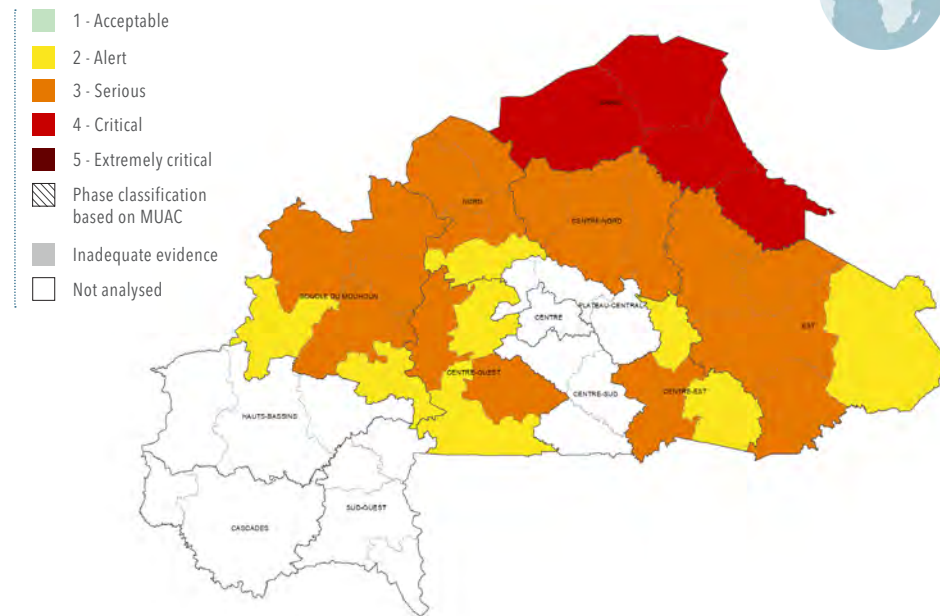 1 - Acceptable
2 - Alert
3 - Serious
4 - Critical
5 - Extremely critical
Phase classification
based on MUAC
Inadequate evidence
Not analysed
NORD
CENTRE-NORD
BOUCLE DU MOUHOUN
PLATEAU-CENTRAL
CENTRE
EST
CENTRE-OUEST
CENTRE-EST
CENTRE-SUD
HAUTS-BASSINS
SUD-OUEST
CASCADES